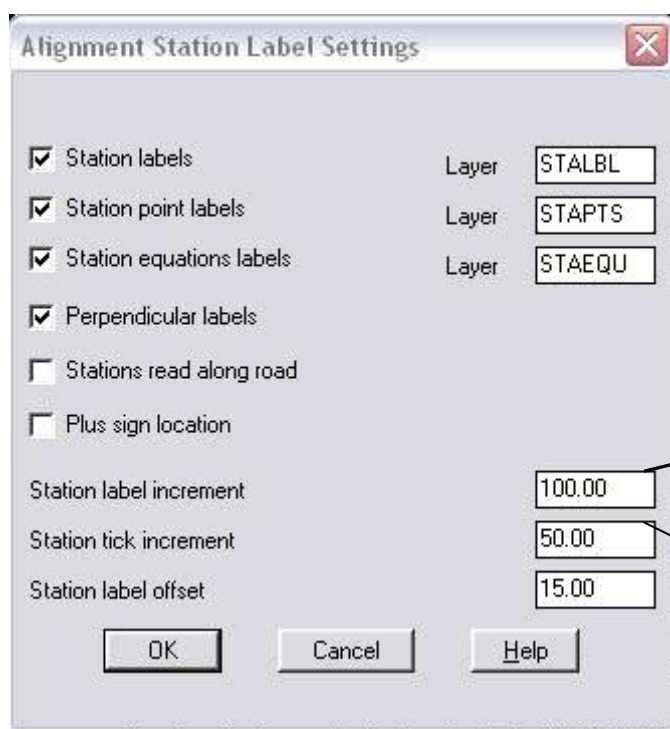 Alignment Station Label Settings
Station labels Layer STALBL
Station point labels Layer STAPTS
Station equations labels Layer STAEQU
Perpendicular labels
Stations read along road
Plus sign location
Station label increment 100.00
Station tick increment 50.00
Station label offset 15.00
OK Cancel Help